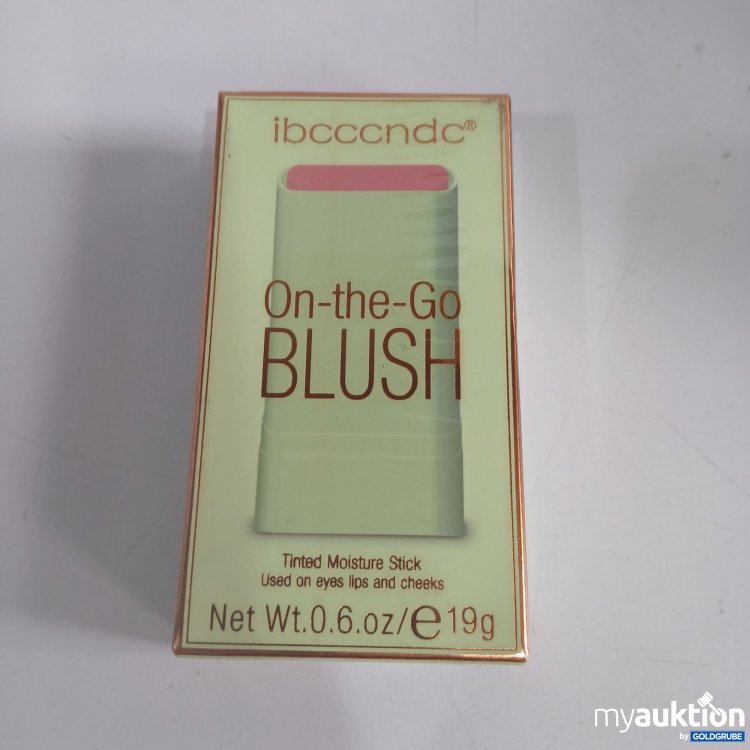 ibcccndc®
On-the-Go
BLUSH
Tinted Moisture Stick
Used on eyes lips and cheeks
Net Wt.0.6.oz/℮19g
myauktion
by GOLDGRUBE